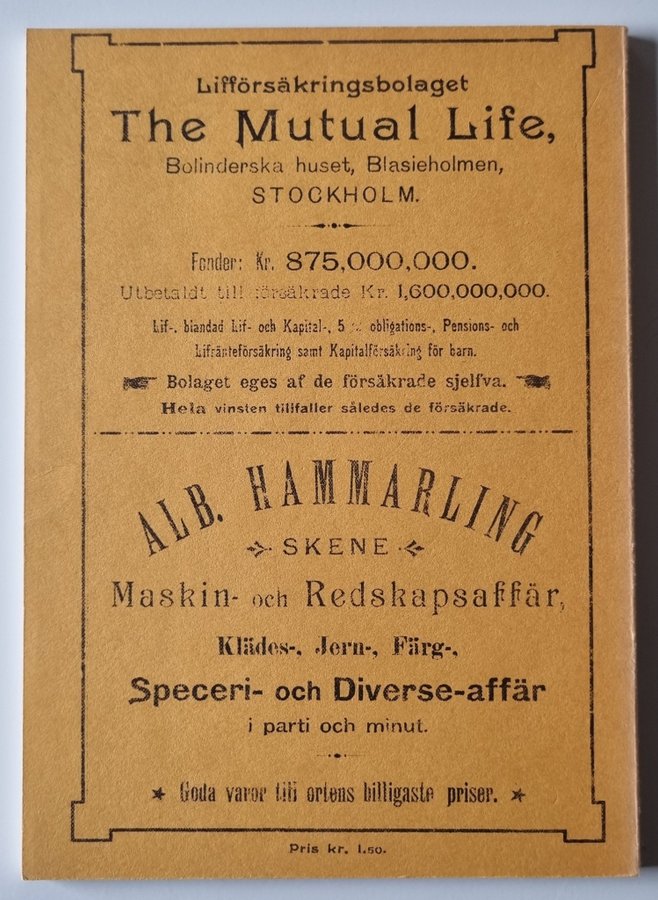 Lifförsäkringsbolaget
The Mutual Life,
Bolinderska huset, Blasieholmen,
STOCKHOLM.
Fonder: Kr. 875,000,000.
Utbetaldt till försäkrade Kr. 1,600,000,000.
Lif-, blandad Lif- och Kapital-, 5 % obligations-, Pensions- och
Lifränteförsäkring samt Kapitalförsäkring för barn.
Bolaget eges af de försäkrade sjelfva.
Hela vinsten tillfaller således de försäkrade.
ALB. HAMMARLING
SKENE
Maskin- och Redskapsaffär,
Klädes-, Jern-, Färg-,
Speceri- och Diverse-affär
i parti och minut.
Goda varor till ortens billigaste priser.
Pris kr. 1.50.